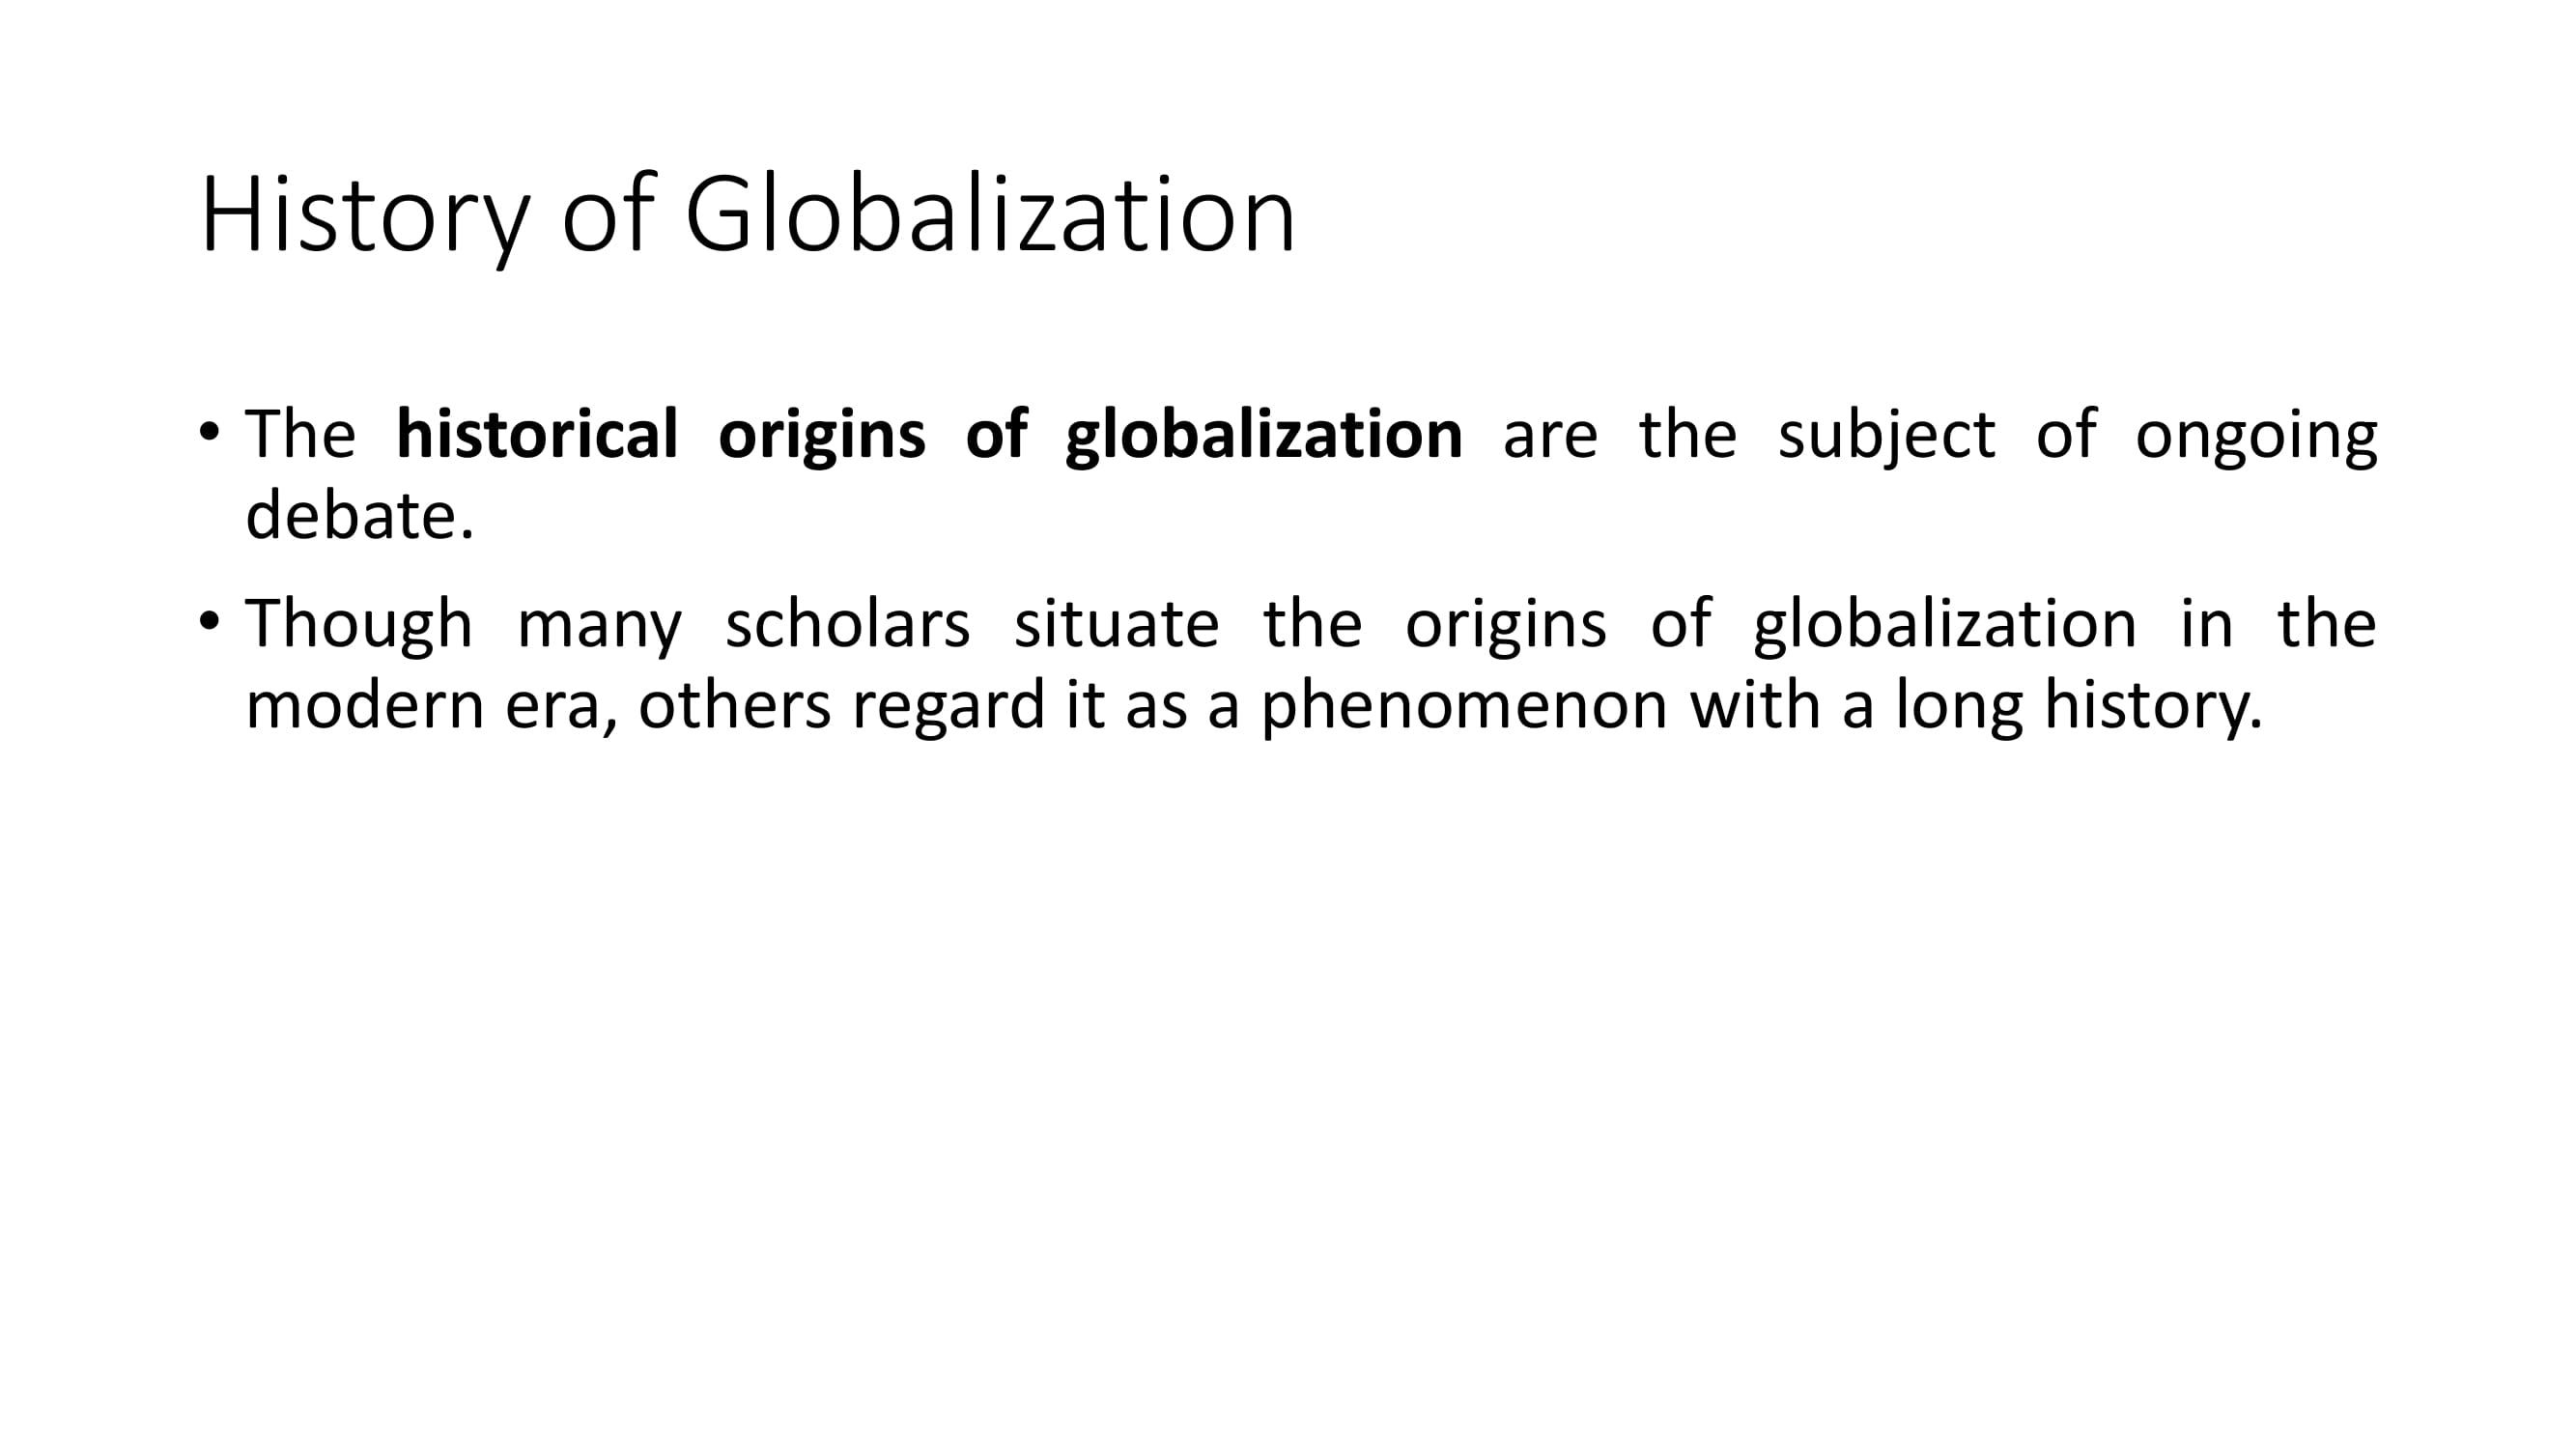 History of Globalization
• The historical origins of globalization are the subject of ongoing
debate.
• Though many scholars situate the origins of globalization in the
modern era, others regard it as a phenomenon with a long history.